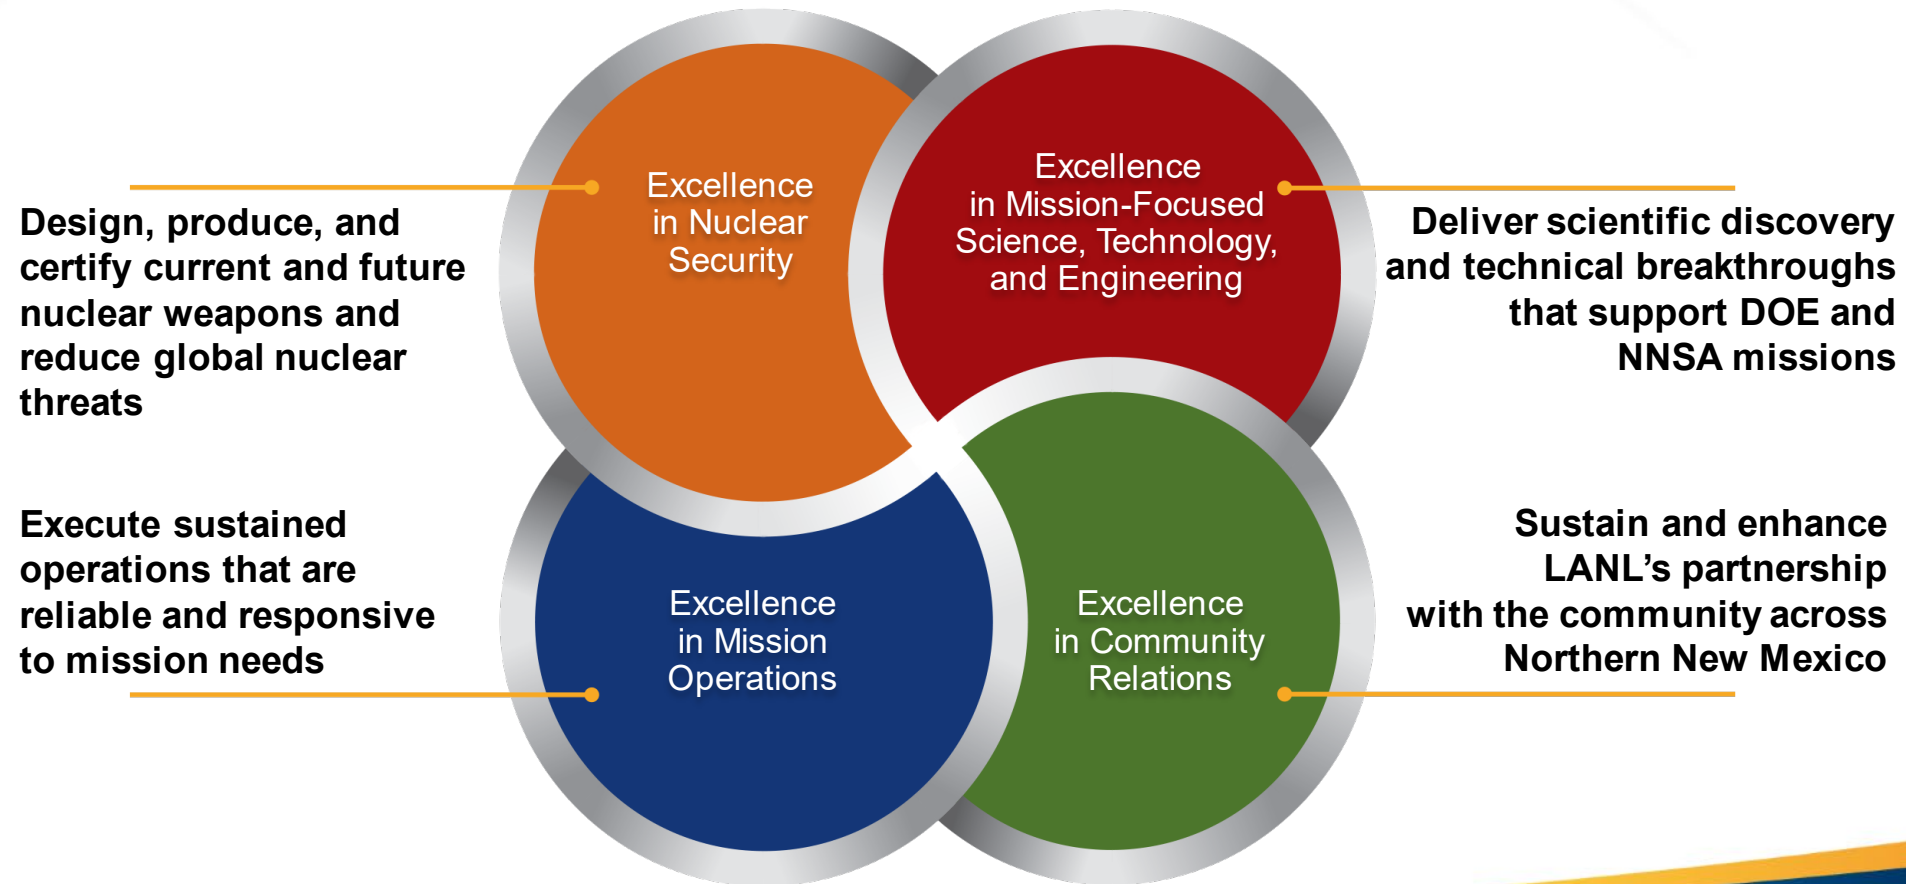 Excellence
in Nuclear
Security
Design, produce, and
certify current and future
nuclear weapons and
reduce global nuclear
threats
Excellence
in Mission-Focused
Science, Technology,
and Engineering
Deliver scientific discovery
and technical breakthroughs
that support DOE and
NNSA missions
Execute sustained
operations that are
reliable and responsive
to mission needs
Excellence
in Mission
Operations
Excellence
in Community
Relations
Sustain and enhance
LANL’s partnership
with the community across
Northern New Mexico